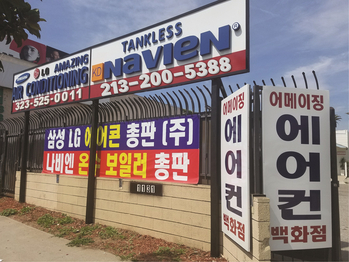 LG AMAZING
AIR CONDITIONING
323-525-0011
TANKLESS
Navien
213-200-5388
삼성 LG 에어콘 총판 (주)
나비엔 온수 보일러 총판
1131
어메이징
에어컨
백화점
어메이징
에어컨
백화점